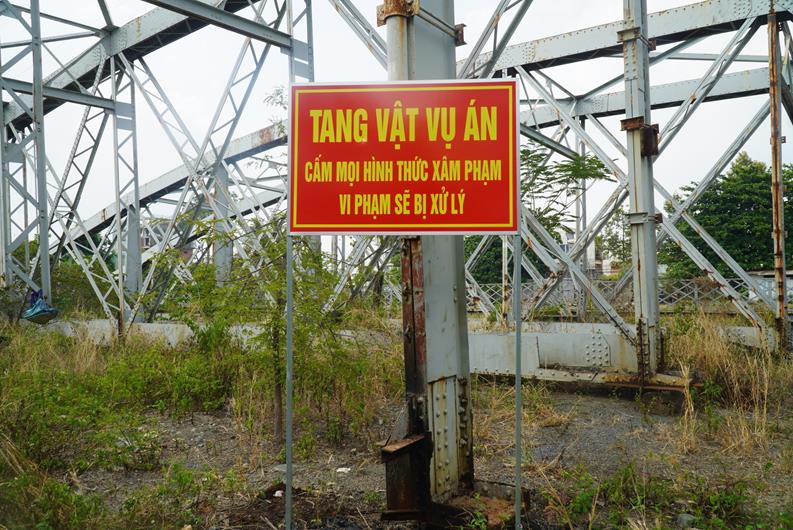 TANG VẬT VỤ ÁN
CẤM MỌI HÌNH THỨC XÂM PHẠM
VI PHẠM SẼ BỊ XỬ LÝ